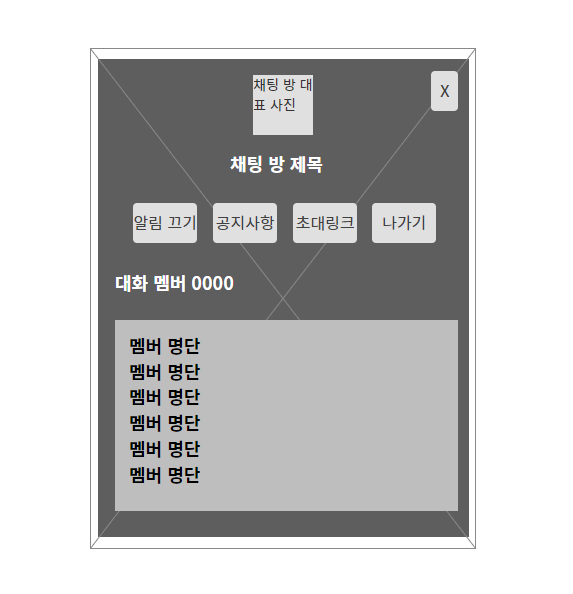 채팅 방 대
표 사진
X
채팅 방 제목
알림 끄기
공지사항
초대링크
나가기
대화 멤버 0000
멤버 명단
멤버 명단
멤버 명단
멤버 명단
멤버 명단
멤버 명단